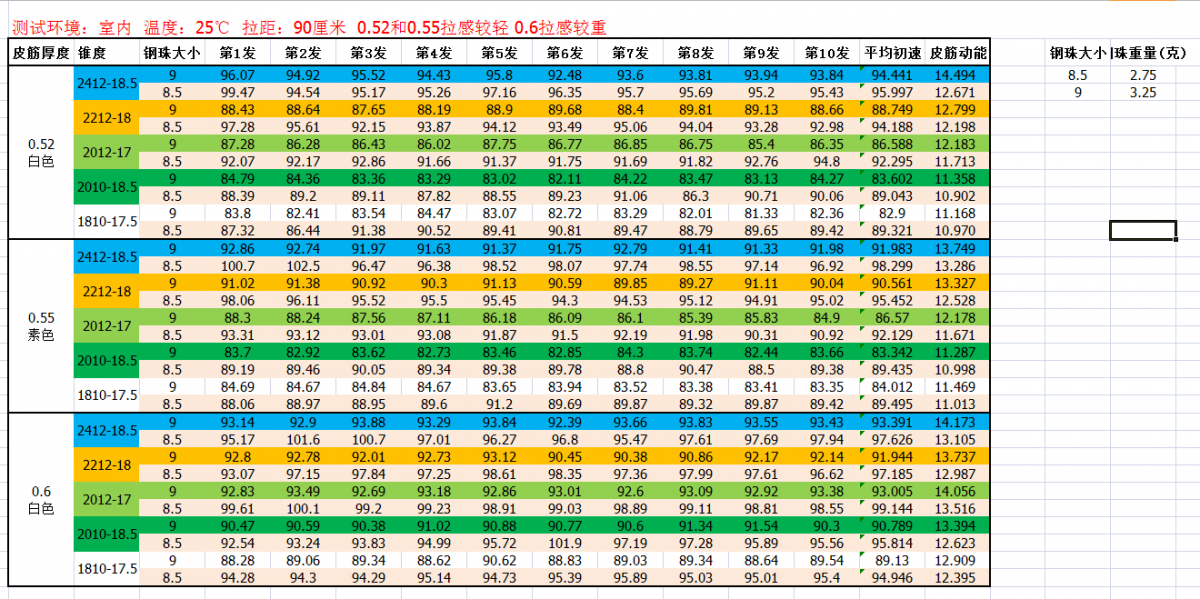 测试环境：室内 温度：25℃ 拉距：90厘米 0.52和0.55拉感较轻 0.6拉感较重
皮筋厚度 锥度 钢珠大小 第1发 第2发 第3发 第4发 第5发 第6发 第7发 第8发 第9发 第10发 平均初速 皮筋动能 钢珠大小 珠重量(克)
2412-18.5 9 96.07 94.92 95.52 94.43 95.8 92.48 93.6 93.81 93.94 93.84 94.441 14.494 8.5 2.75
8.5 99.47 94.54 95.17 95.26 97.16 96.35 95.7 95.69 95.2 95.43 95.997 12.671 9 3.25
2212-18 9 88.43 88.64 87.65 88.19 88.9 89.68 88.4 89.81 89.13 88.66 88.749 12.799
8.5 97.28 95.61 92.15 93.87 94.12 93.49 95.06 94.04 93.28 92.98 94.188 12.198
0.52 白色 2012-17 9 87.28 86.28 86.43 86.02 87.75 86.77 86.85 86.75 85.4 86.35 86.588 12.183
8.5 92.07 92.17 92.86 91.66 91.37 91.75 91.69 91.82 92.76 94.8 92.295 11.713
2010-18.5 9 84.79 84.36 83.36 83.29 83.02 82.11 84.22 83.47 83.13 84.27 83.602 11.358
8.5 88.39 89.2 89.11 87.82 88.55 89.23 91.06 86.3 90.71 90.06 89.043 10.902
1810-17.5 9 83.8 82.41 83.54 84.47 83.07 82.72 83.29 82.01 81.33 82.36 82.9 11.168
8.5 87.32 86.44 91.38 90.52 89.41 90.81 89.47 88.79 89.65 89.42 89.321 10.970
2412-18.5 9 92.86 92.74 91.97 91.63 91.37 91.75 92.79 91.41 91.33 91.98 91.983 13.749
8.5 100.7 102.5 96.47 96.38 98.52 98.07 97.74 98.55 97.14 96.92 98.299 13.286
2212-18 9 91.02 91.38 90.92 90.3 91.13 90.59 89.85 89.27 91.11 90.04 90.561 13.327
8.5 98.06 96.11 95.52 95.5 95.45 94.3 94.53 95.12 94.91 95.02 95.452 12.528
0.55 素色 2012-17 9 88.3 88.24 87.56 87.11 86.18 86.09 86.1 85.39 85.83 84.9 86.57 12.178
8.5 93.31 93.12 93.01 93.08 91.87 91.5 92.19 91.98 90.31 90.92 92.129 11.671
2010-18.5 9 83.7 82.92 83.62 82.73 83.46 82.85 84.3 83.74 82.44 83.66 83.342 11.287
8.5 89.19 89.46 90.05 89.34 89.38 89.78 88.8 90.47 88.5 89.38 89.435 10.998
1810-17.5 9 84.69 84.67 84.84 84.67 83.65 83.94 83.52 83.38 83.41 83.35 84.012 11.469
8.5 88.06 88.97 88.95 89.6 91.2 89.69 89.87 89.32 89.87 89.42 89.495 11.013
2412-18.5 9 93.14 92.9 93.88 93.29 93.84 92.39 93.66 93.83 93.55 93.43 93.391 14.173
8.5 95.17 101.6 100.7 97.01 96.27 96.8 95.47 97.61 97.69 97.94 97.626 13.105
2212-18 9 92.8 92.78 92.01 92.73 93.12 90.45 90.38 90.86 92.17 92.14 91.944 13.737
8.5 93.07 97.15 97.84 97.25 98.61 98.35 97.36 97.99 97.61 96.62 97.185 12.987
0.6 白色 2012-17 9 92.83 93.49 92.69 93.18 92.86 93.01 92.6 93.09 92.92 93.38 93.005 14.056
8.5 99.61 100.1 99.2 99.23 98.91 99.03 98.89 99.11 98.81 98.55 99.144 13.516
2010-18.5 9 90.47 90.59 90.38 91.02 90.88 90.77 90.6 91.34 91.54 90.3 90.789 13.394
8.5 92.54 93.24 93.83 94.99 95.72 101.9 97.19 97.28 95.89 95.56 95.814 12.623
1810-17.5 9 88.28 89.06 89.34 88.62 90.62 88.83 89.03 89.34 88.64 89.54 89.13 12.909
8.5 94.28 94.3 94.29 95.14 94.73 95.39 95.89 95.03 95.01 95.4 94.946 12.395